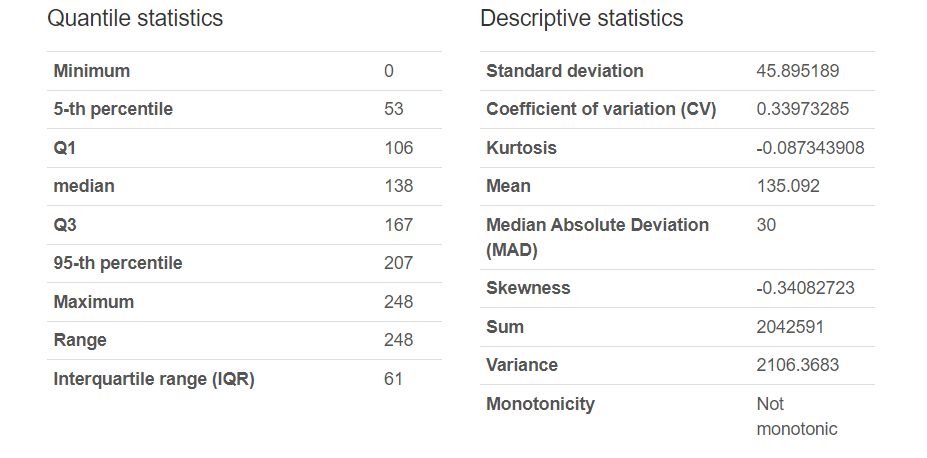 Quantile statistics
Minimum 0
5-th percentile 53
Q1 106
median 138
Q3 167
95-th percentile 207
Maximum 248
Range 248
Interquartile range (IQR) 61
Descriptive statistics
Standard deviation 45.895189
Coefficient of variation (CV) 0.33973285
Kurtosis -0.087343908
Mean 135.092
Median Absolute Deviation 30
(MAD)
Skewness -0.34082723
Sum 2042591
Variance 2106.3683
Monotonicity Not
monotonic